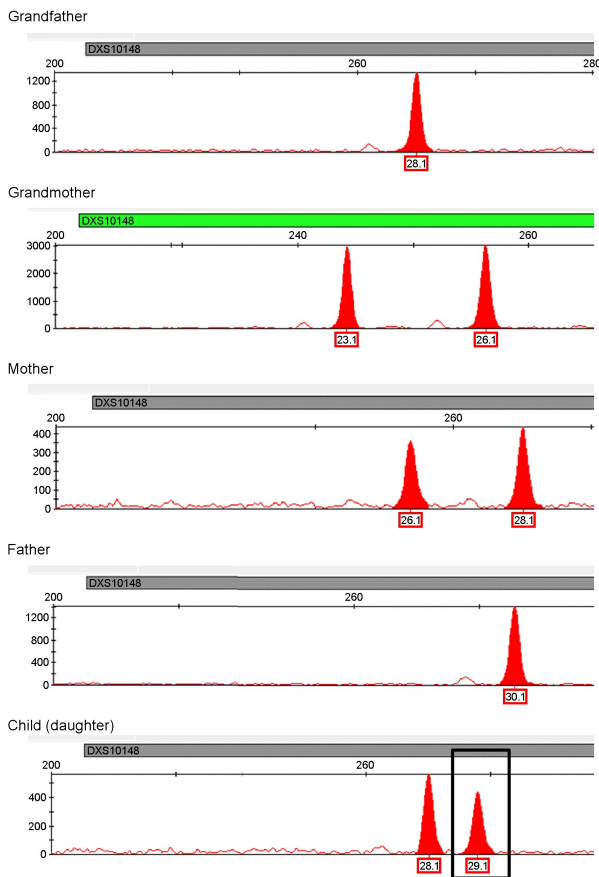 Grandfather
DXS10148
200 260 280
1200
800
400
0
28.1
Grandmother
DXS10148
200 240 260
3000
2000
1000
0
23.1 26.1
Mother
DXS10148
200 260
400
300
200
100
0
26.1 28.1
Father
DXS10148
200 260
1200
800
400
0
30.1
Child (daughter)
DXS10148
200 260
400
200
0
28.1 29.1